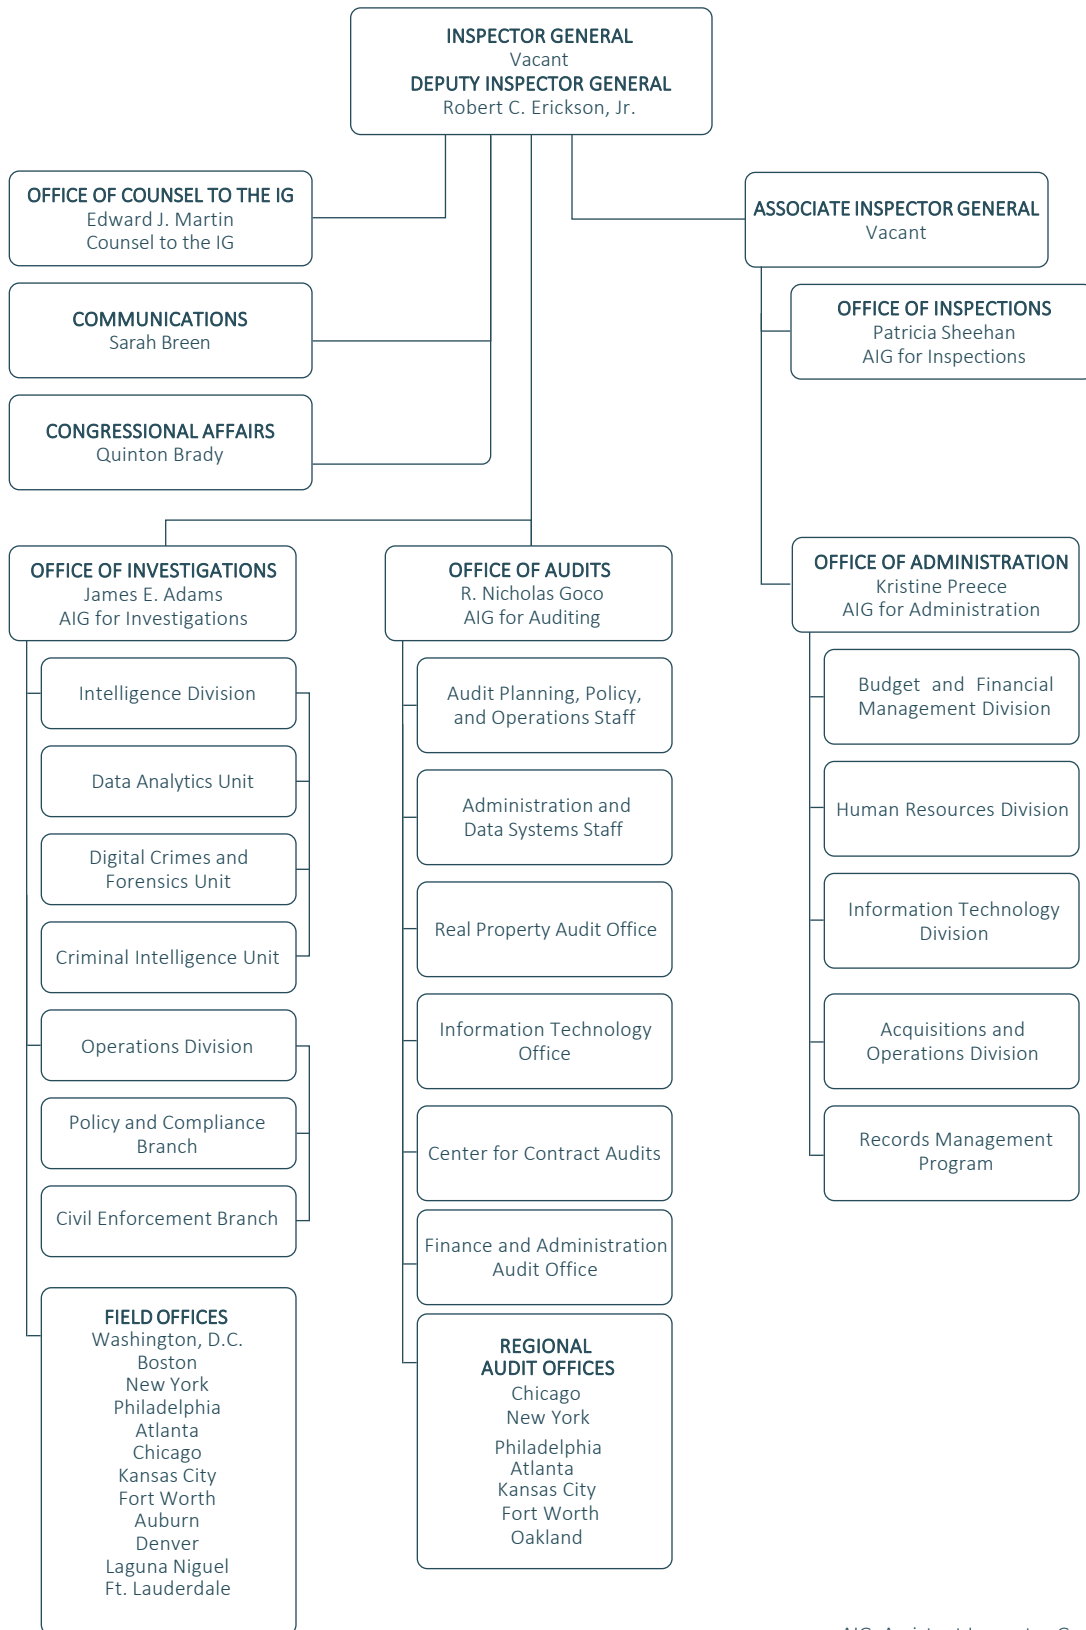 INSPECTOR GENERAL
Vacant
DEPUTY INSPECTOR GENERAL
Robert C. Erickson, Jr.
OFFICE OF COUNSEL TO THE IG
Edward J. Martin
Counsel to the IG
ASSOCIATE INSPECTOR GENERAL
Vacant
COMMUNICATIONS
Sarah Breen
OFFICE OF INSPECTIONS
Patricia Sheehan
AIG for Inspections
CONGRESSIONAL AFFAIRS
Quinton Brady
OFFICE OF INVESTIGATIONS
James E. Adams
AIG for Investigations
Intelligence Division
Data Analytics Unit
Digital Crimes and
Forensics Unit
Criminal Intelligence Unit
Operations Division
Policy and Compliance
Branch
Civil Enforcement Branch
FIELD OFFICES
Washington, D.C.
Boston
New York
Philadelphia
Atlanta
Chicago
Kansas City
Fort Worth
Auburn
Denver
Laguna Niguel
Ft. Lauderdale
OFFICE OF AUDITS
R. Nicholas Goco
AIG for Auditing
Audit Planning, Policy,
and Operations Staff
Administration and
Data Systems Staff
Real Property Audit Office
Information Technology
Office
Center for Contract Audits
Finance and Administration
Audit Office
REGIONAL
AUDIT OFFICES
Chicago
New York
Philadelphia
Atlanta
Kansas City
Fort Worth
Oakland
OFFICE OF ADMINISTRATION
Kristine Preece
AIG for Administration
Budget and Financial
Management Division
Human Resources Division
Information Technology
Division
Acquisitions and
Operations Division
Records Management
Program